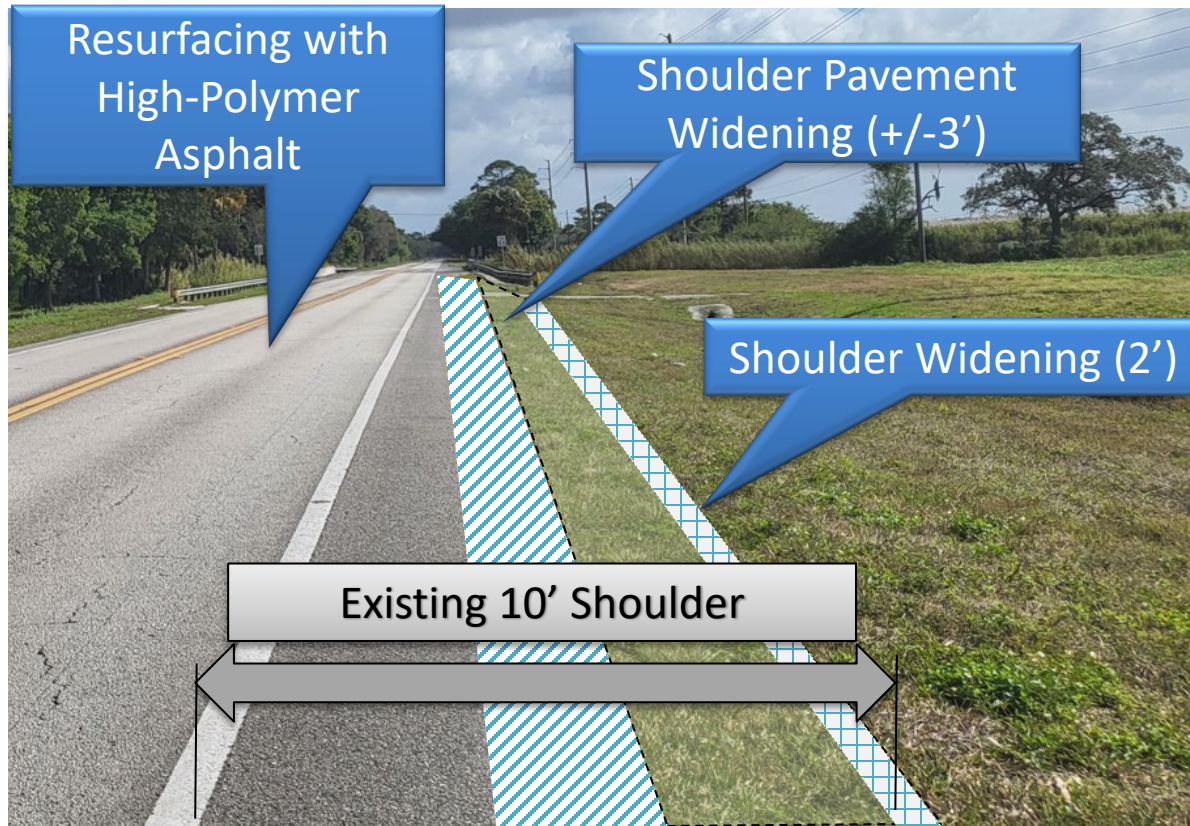 Resurfacing with
High-Polymer
Asphalt
Shoulder Pavement
Widening (+/-3’)
Shoulder Widening (2’)
Existing 10’ Shoulder